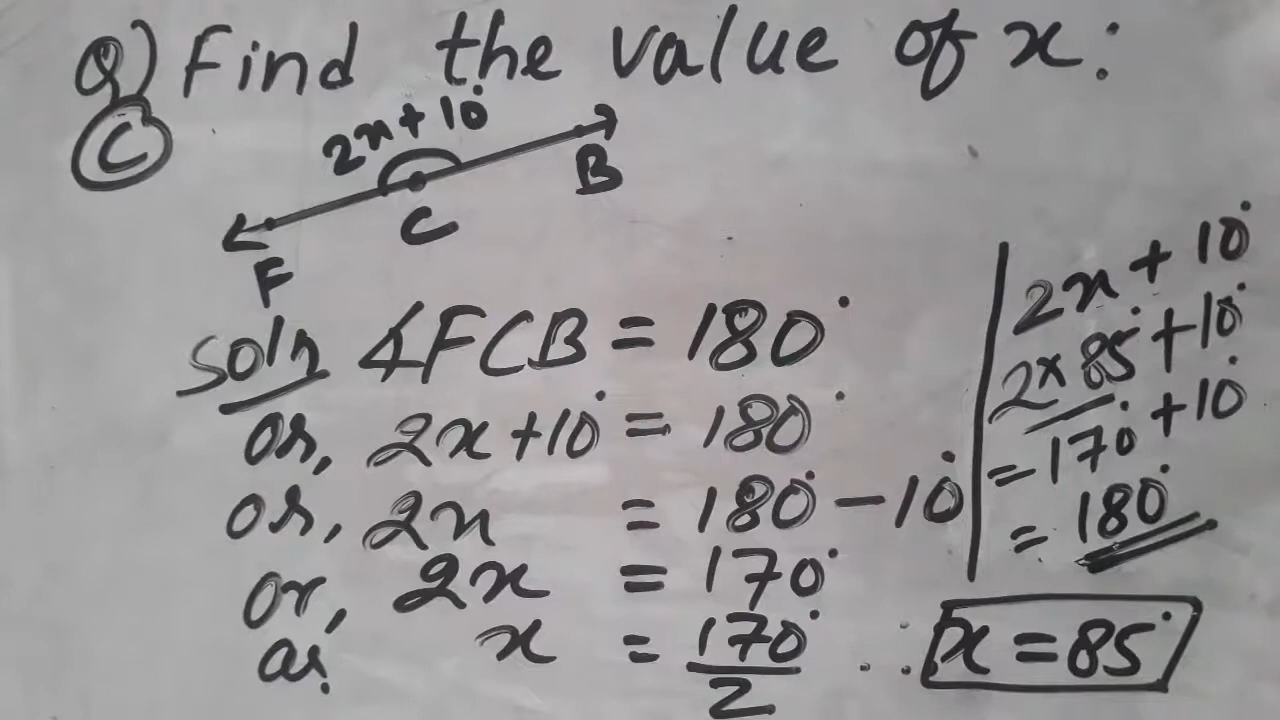 Q) Find the value of x:
C
2x + 10°
B
C
F
Soln ∡FCB = 180°
or, 2x + 10° = 180°
or, 2x = 180° - 10°
or, 2x = 170°
or, x = 170°/2
2x + 10°
2 × 85° + 10°
= 170° + 10°
= 180°
∴ x = 85°